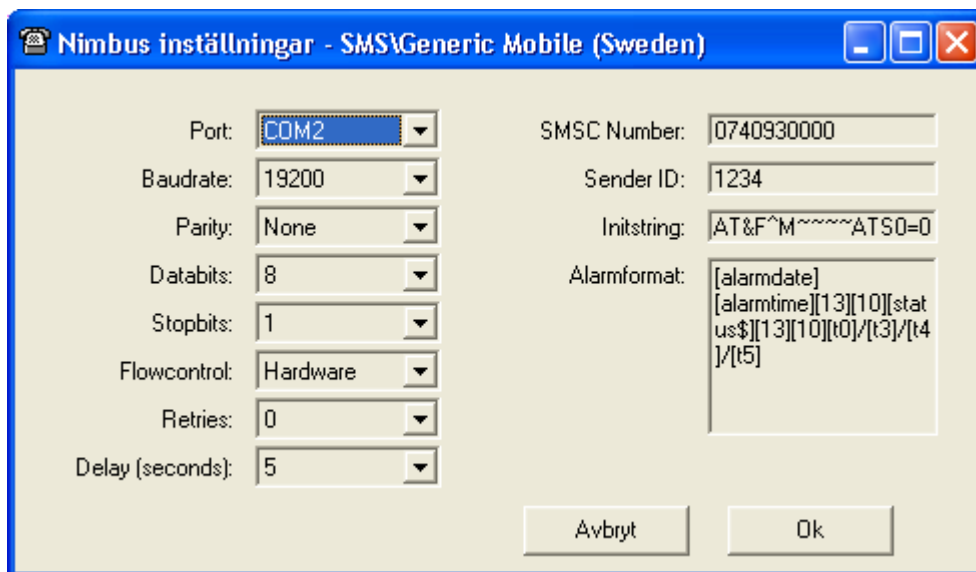 Nimbus inställningar - SMS\Generic Mobile (Sweden)
Port: COM2
Baudrate: 19200
Parity: None
Databits: 8
Stopbits: 1
Flowcontrol: Hardware
Retries: 0
Delay (seconds): 5
SMSC Number: 0740930000
Sender ID: 1234
Initstring: AT&F^M~~~~ATS0=0
Alarmformat: [alarmdate]
[alarmtime][13][10][stat
us$][13][10][t0]/[t3]/[t4
]/[t5]
Avbryt
Ok